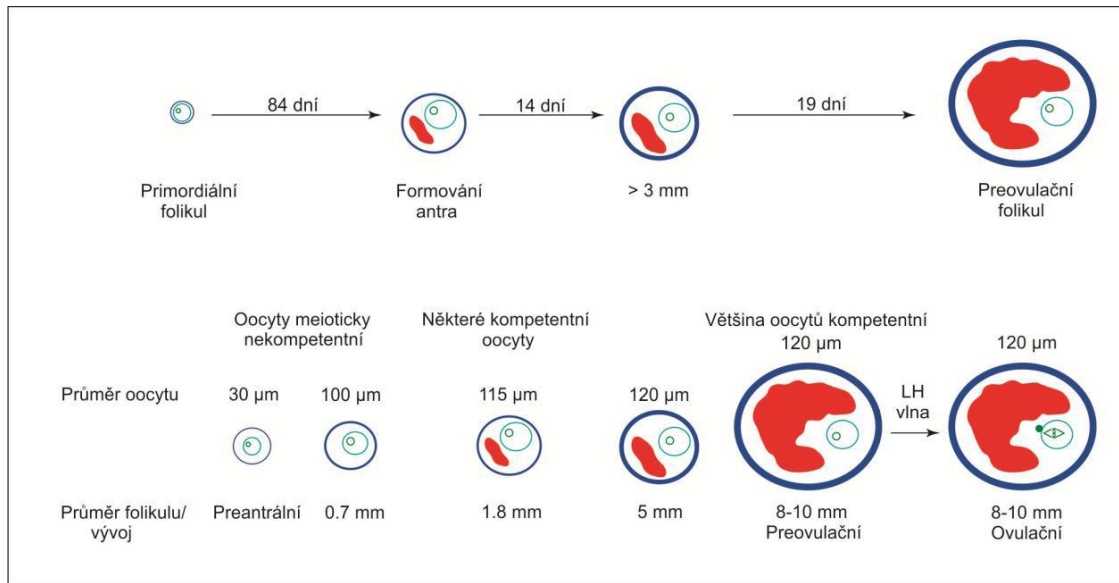 84 dní
14 dní
19 dní
Primordiální
folikul
Formování
antra
> 3 mm
Preovulační
folikul
Oocyty meioticky
nekompetentní
Některé kompetentní
oocyty
Většina oocytů kompetentní
Průměr oocytu
30 µm
100 µm
115 µm
120 µm
120 µm
120 µm
LH
vlna
Průměr folikulu/
vývoj
Preantrální
0.7 mm
1.8 mm
5 mm
8-10 mm
Preovulační
8-10 mm
Ovulační